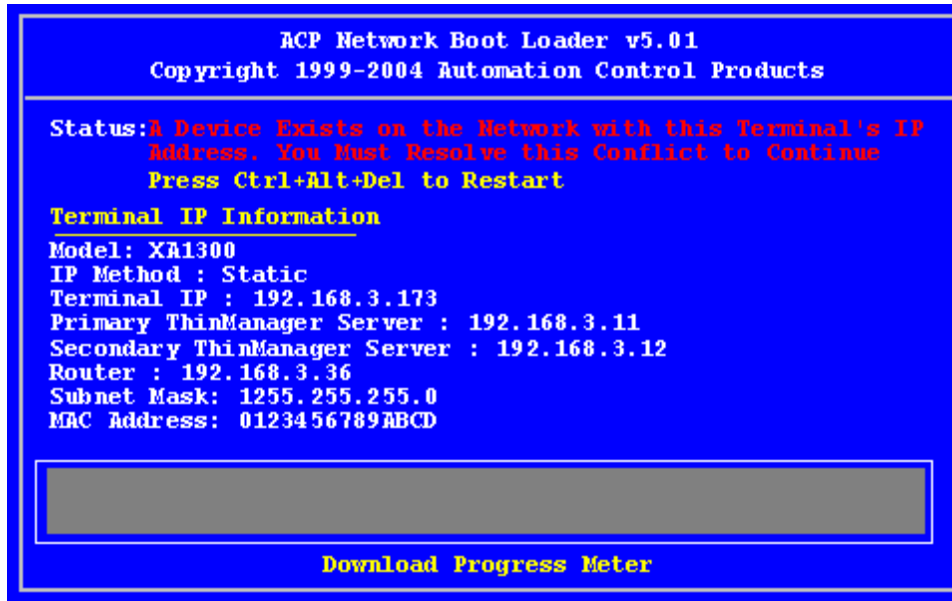 ACP Network Boot Loader v5.01
Copyright 1999-2004 Automation Control Products
Status:A Device Exists on the Network with this Terminal's IP
Address. You Must Resolve this Conflict to Continue
Press Ctrl+Alt+Del to Restart
Terminal IP Information
Model: XA1300
IP Method : Static
Terminal IP : 192.168.3.173
Primary ThinManager Server : 192.168.3.11
Secondary ThinManager Server : 192.168.3.12
Router : 192.168.3.36
Subnet Mask: 1255.255.255.0
MAC Address: 0123456789ABCD
Download Progress Meter